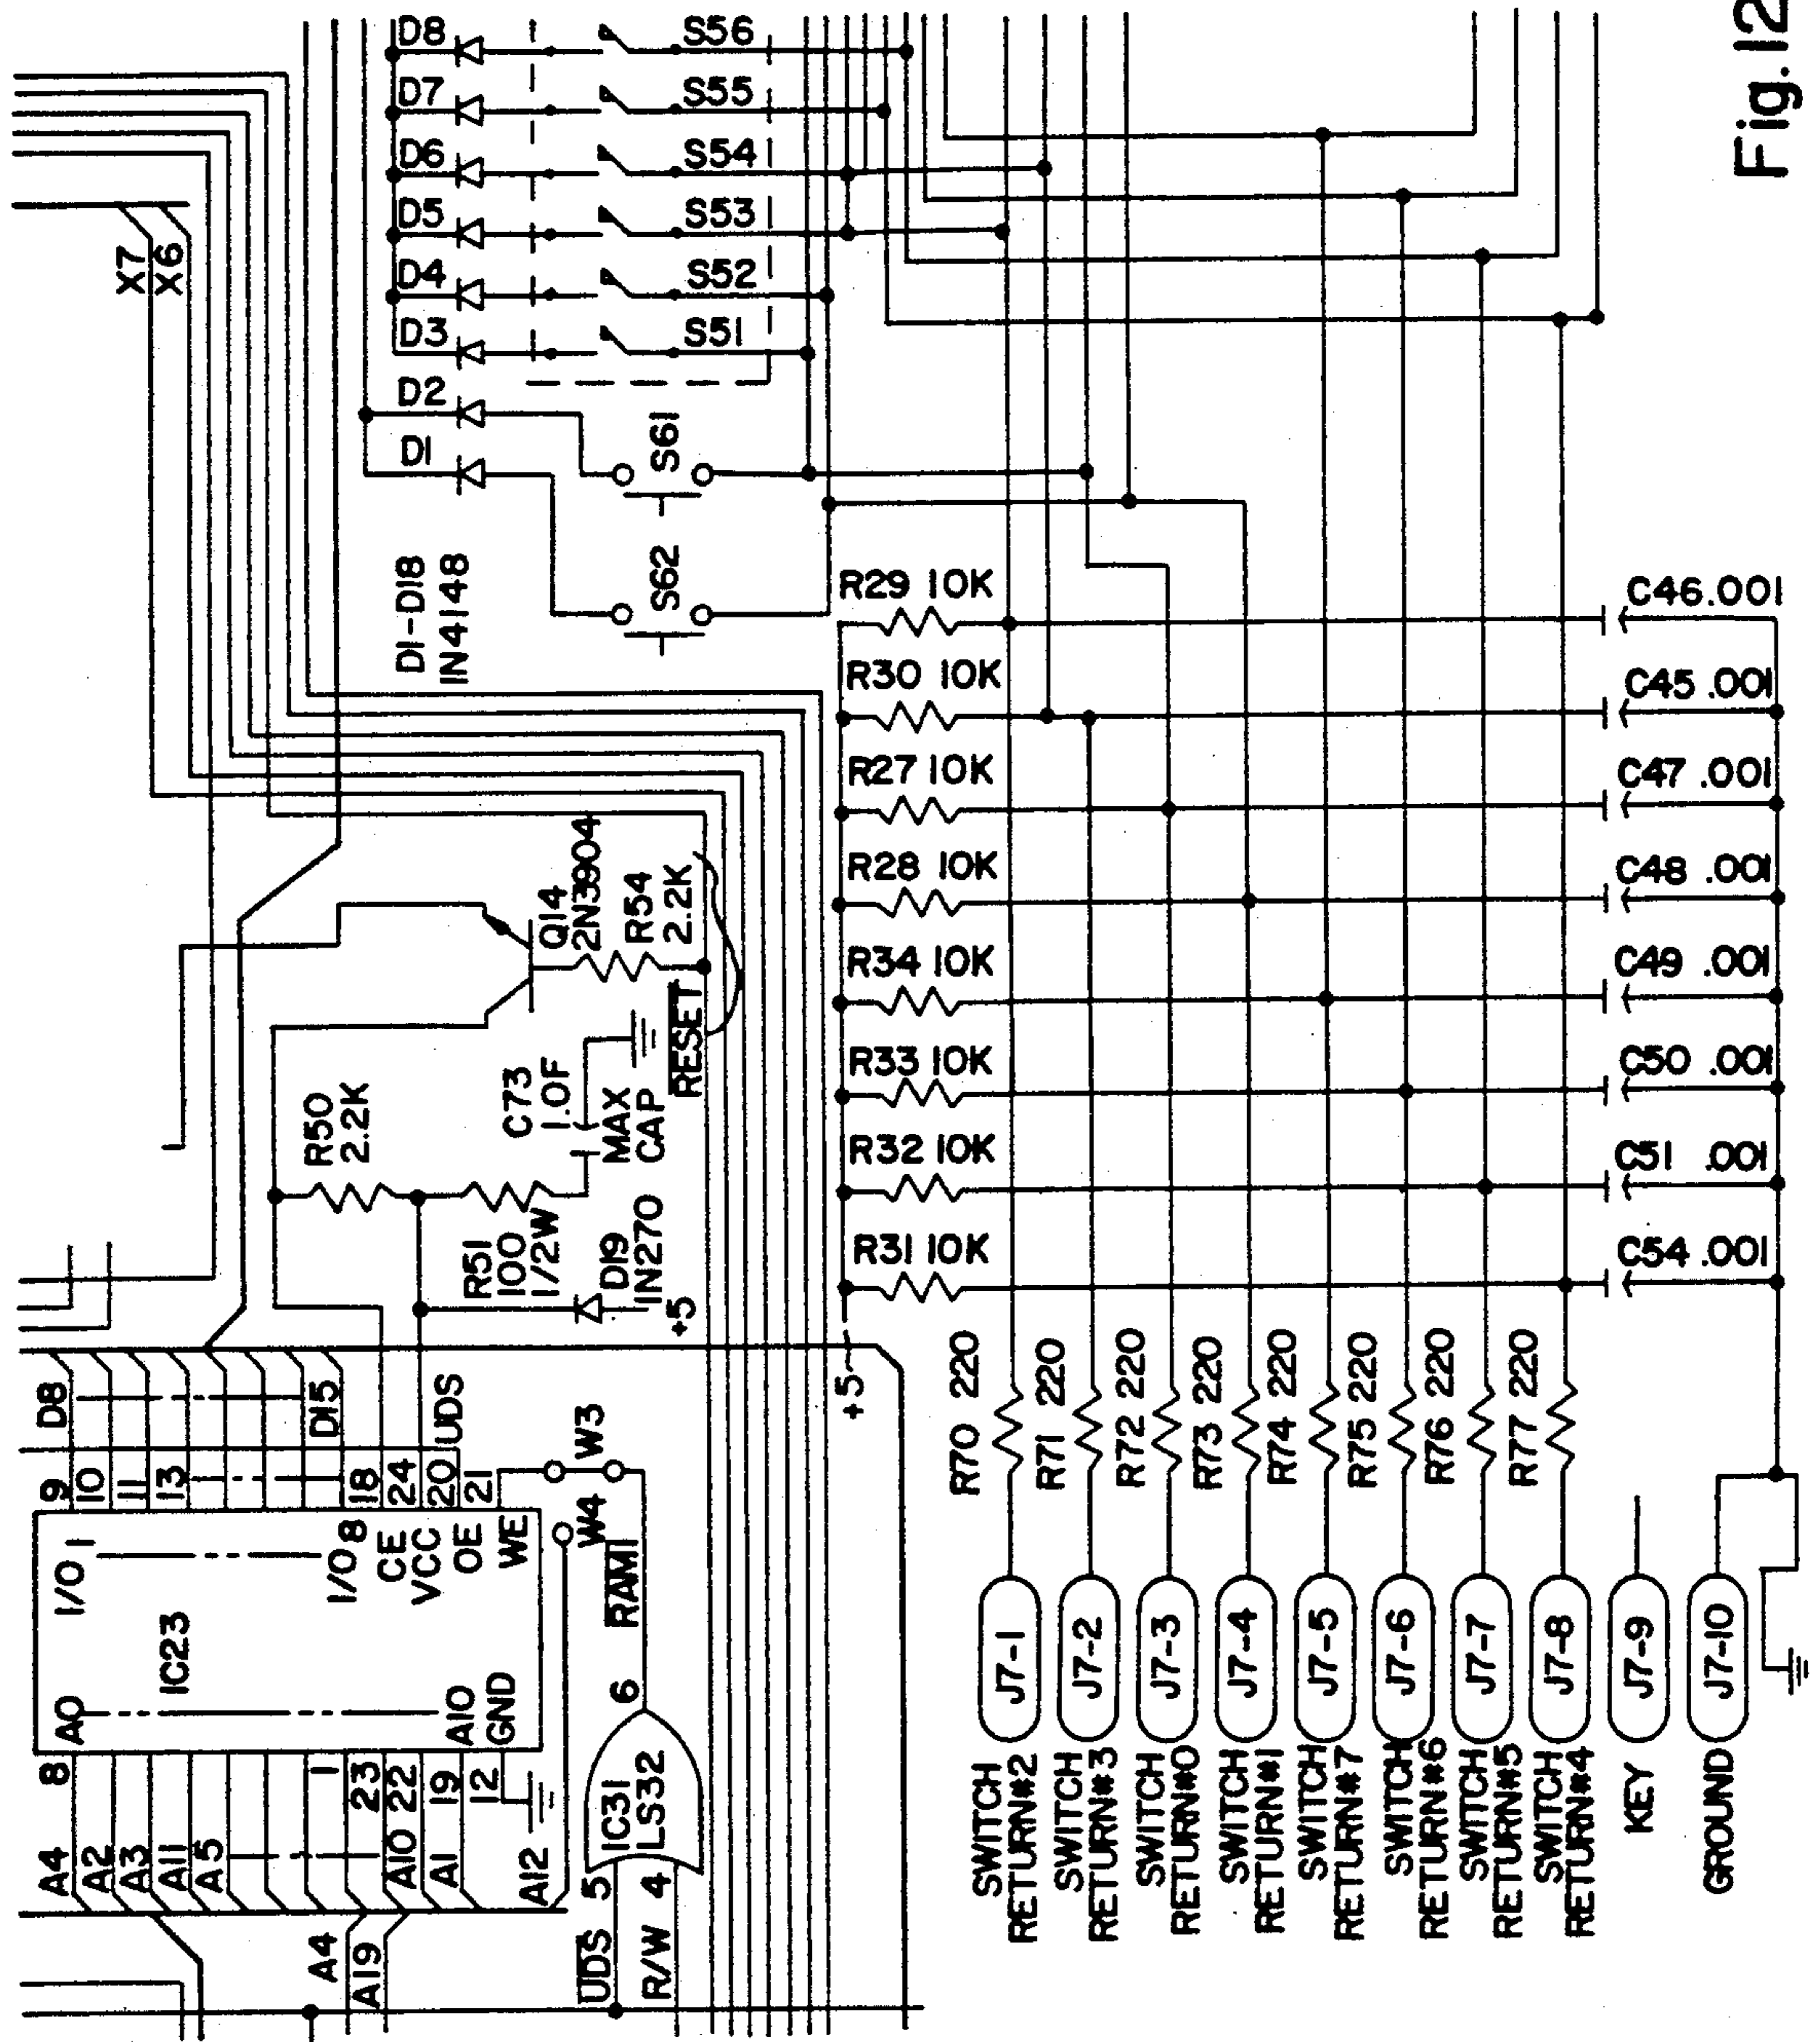 D8
S56
D7
S55
D6
S54
D5
S53
D4
S52
D3
S51
D2
D1
S61
S62
X7
X6
D1-D18
IN4148
Fig.12
R29 10K
C46.001
R30 10K
C45 .001
R27 10K
C47 .001
R28 10K
C48 .001
R34 10K
C49 .001
R33 10K
C50 .001
R32 10K
C51 .001
R31 10K
C54 .001
Q14
2N3904
R54
2.2K
RESET
R50
2.2K
C73
1.0F
MAX
CAP
R51
100
1/2W
D19
IN270
+5
+5
D8
D15
UDS
9
10
11
13
18
24
20
21
I/O 1
I/O 8
CE
VCC
OE
WE
IC23
A0
A10
GND
8
1
23
22
19
12
A4
A2
A3
A11
A5
A10
A1
A12
W3
W4
RAM1
6
IC31
LS32
5
4
UDS
R/W
A4
A19
R70 220
R71 220
R72 220
R73 220
R74 220
R75 220
R76 220
R77 220
J7-1
J7-2
J7-3
J7-4
J7-5
J7-6
J7-7
J7-8
J7-9
J7-10
SWITCH
RETURN#2
SWITCH
RETURN#3
SWITCH
RETURN#0
SWITCH
RETURN#1
SWITCH
RETURN#7
SWITCH
RETURN#6
SWITCH
RETURN#5
SWITCH
RETURN#4
KEY
GROUND